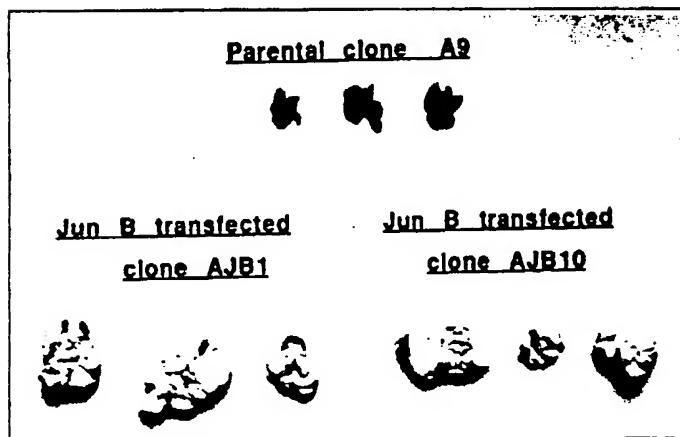 Parental clone A9
Jun B transfected
clone AJB1
Jun B transfected
clone AJB10